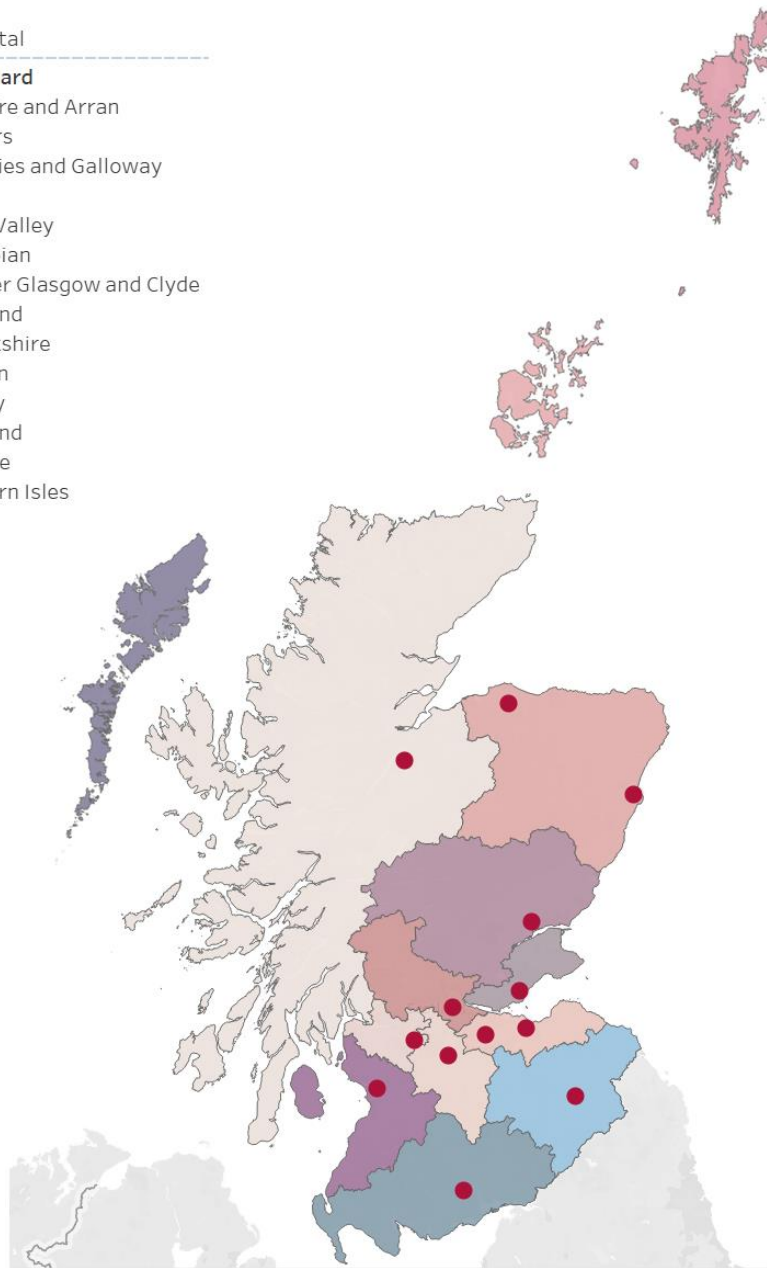 tal
ard
re and Arran
rs
ies and Galloway
Valley
ian
er Glasgow and Clyde
nd
shire
n
y
nd
e
rn Isles